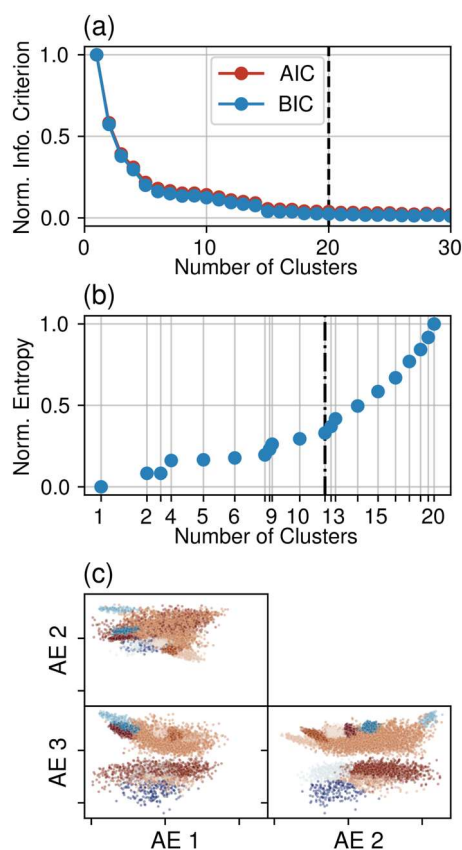 (a)
Norm. Info. Criterion
1.0
0.5
0.0
AIC
BIC
0 10 20 30
Number of Clusters
(b)
Norm. Entropy
1.0
0.5
0.0
1 2 4 5 6 9 10 13 15 20
Number of Clusters
(c)
AE 2
AE 3
AE 1 AE 2